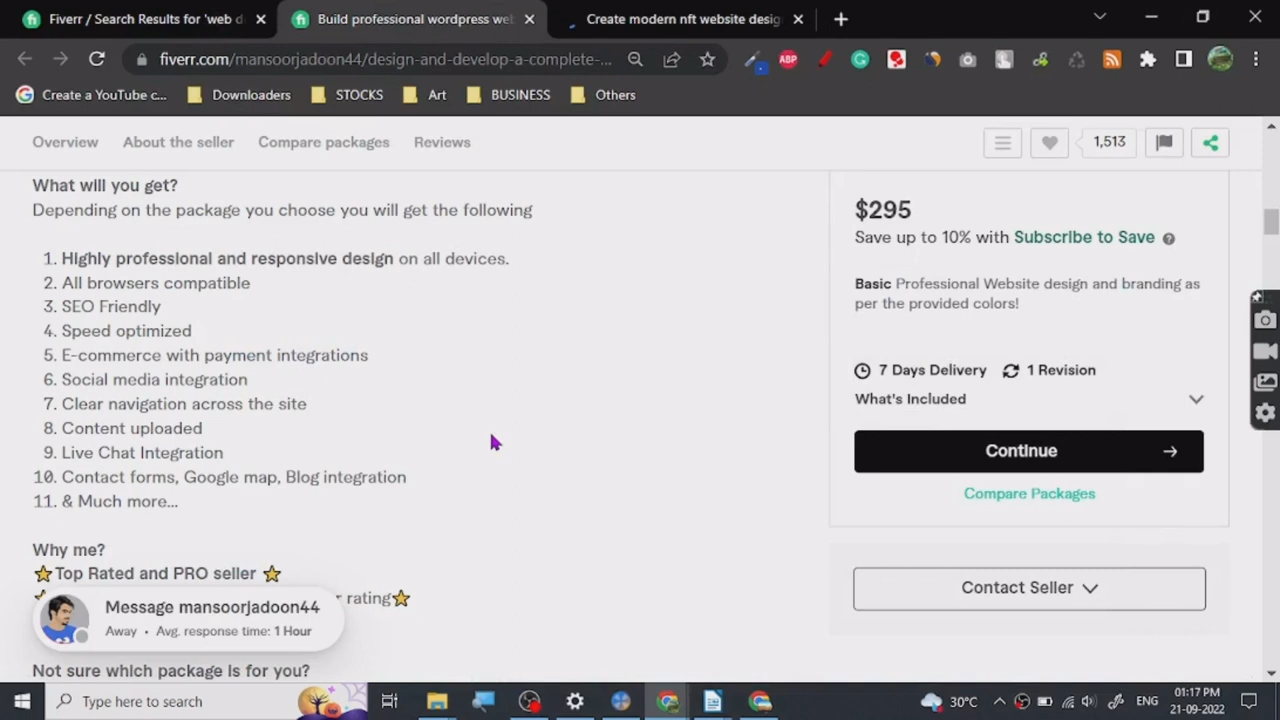 Fiverr / Search Results for 'web d
Build professional wordpress web
Create modern nft website desig
fiverr.com/mansoorjadoon44/design-and-develop-a-complete-...
ABP
Create a YouTube c...
Downloaders
STOCKS
Art
BUSINESS
Others
Overview
About the seller
Compare packages
Reviews
1,513
What will you get?
Depending on the package you choose you will get the following
1. Highly professional and responsive design on all devices.
2. All browsers compatible
3. SEO Friendly
4. Speed optimized
5. E-commerce with payment integrations
6. Social media integration
7. Clear navigation across the site
8. Content uploaded
9. Live Chat Integration
10. Contact forms, Google map, Blog integration
11. & Much more...
Why me?
⭐Top Rated and PRO seller ⭐
r rating⭐
Message mansoorjadoon44
Away • Avg. response time: 1 Hour
Not sure which package is for you?
$295
Save up to 10% with Subscribe to Save
Basic Professional Website design and branding as
per the provided colors!
7 Days Delivery
1 Revision
What's Included
Continue →
Compare Packages
Contact Seller
Type here to search
30°C
ENG
01:17 PM
21-09-2022